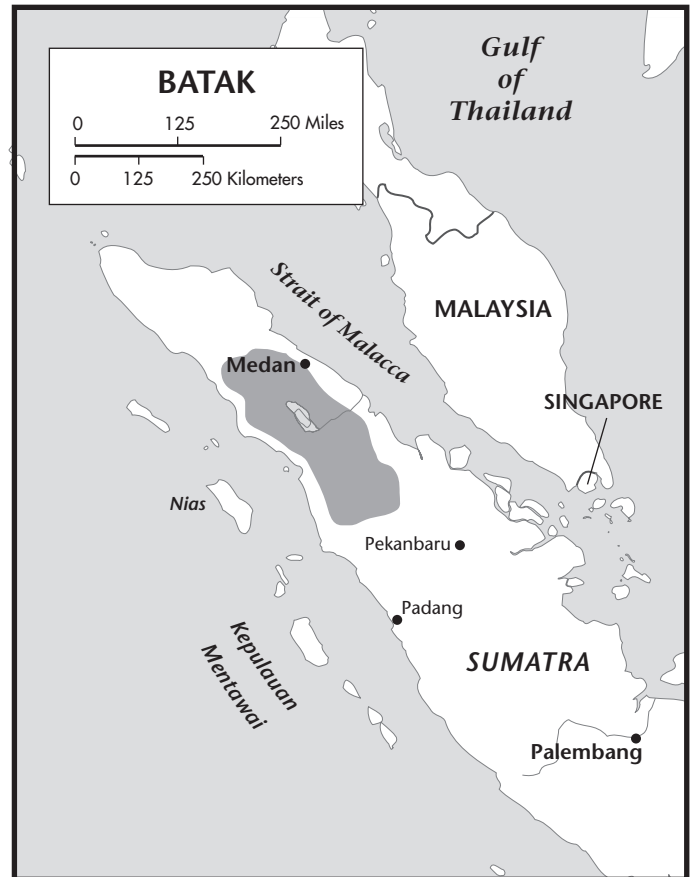 BATAK
0 125 250 Miles
0 125 250 Kilometers
Gulf
of
Thailand
Strait of Malacca
MALAYSIA
Medan
SINGAPORE
Nias
Pekanbaru
Padang
Kepulauan
Mentawai
SUMATRA
Palembang